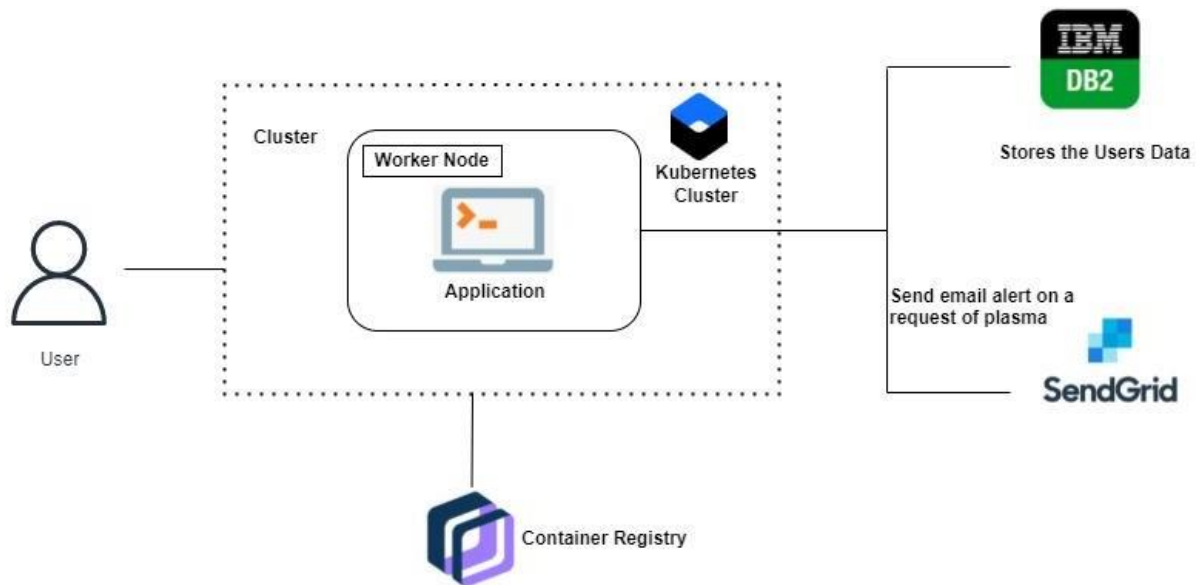 IBM
DB2
Stores the Users Data
Cluster
Worker Node
Kubernetes
Cluster
Application
User
Send email alert on a
request of plasma
SendGrid
Container Registry